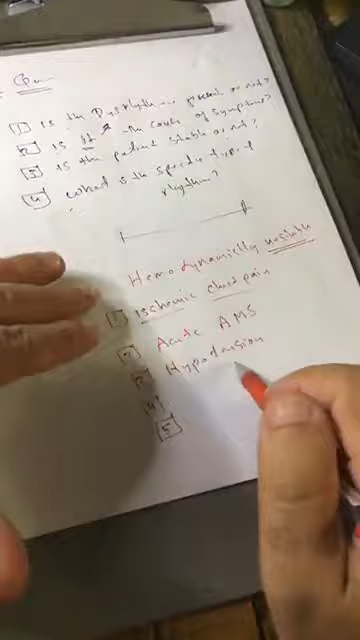 Qn
1 Is the Dysrhythmia present or not?
2 Is it the cause of symptoms?
3 Is the patient stable or not?
4 What is the specific type of
rhythm?
Hemodynamically unstable
1 Ischemic chest pain
2 Acute AMS
3 Hypotension
4
5